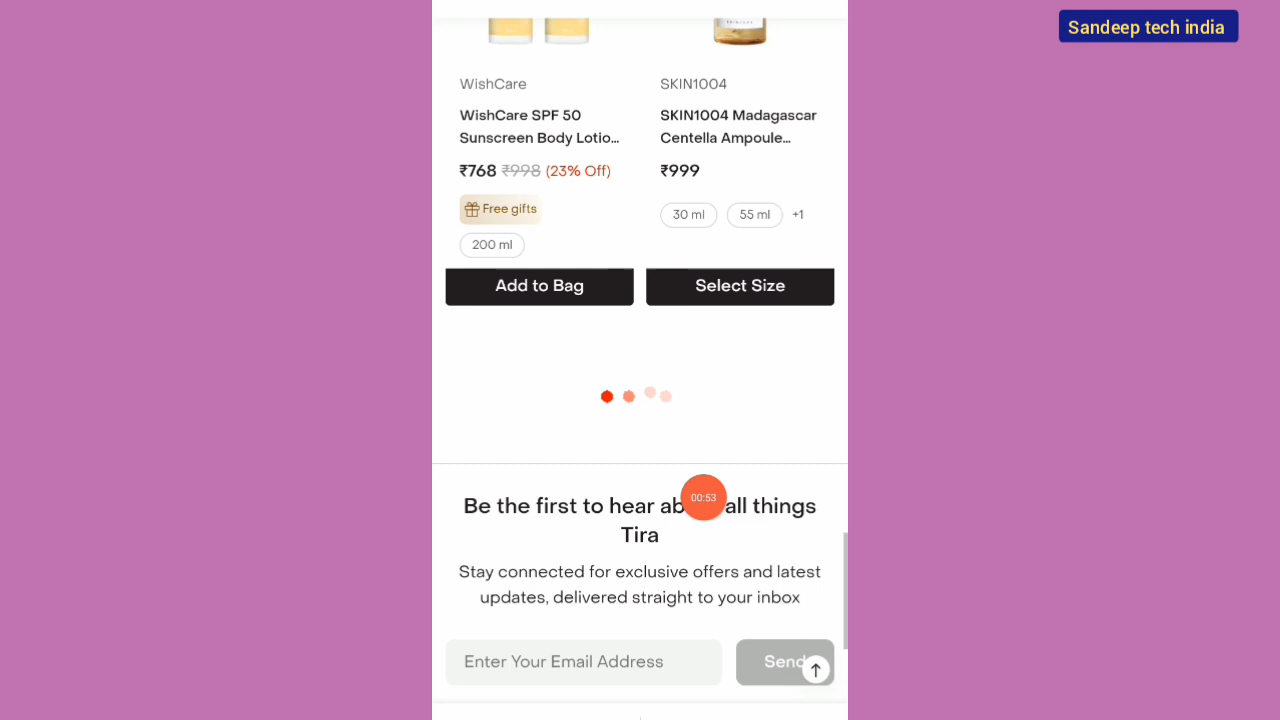 Sandeep tech india
WishCare
WishCare SPF 50
Sunscreen Body Lotio...
₹768 ₹998 (23% Off)
Free gifts
200 ml
Add to Bag
SKIN1004
SKIN1004 Madagascar
Centella Ampoule...
₹999
30 ml 55 ml +1
Select Size
Be the first to hear ab all things
Tira
00:53
Stay connected for exclusive offers and latest
updates, delivered straight to your inbox
Enter Your Email Address
Send